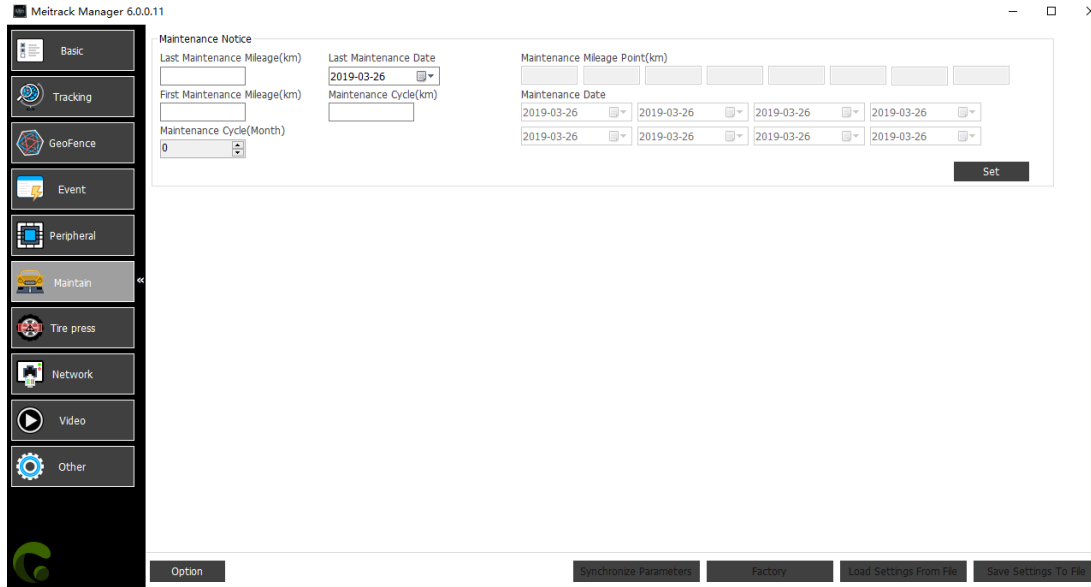 Meitrack Manager 6.0.0.11
Basic
Tracking
GeoFence
Event
Peripheral
Maintain
«
Tire press
Network
Video
Other
Maintenance Notice
Last Maintenance Mileage(km) Last Maintenance Date Maintenance Mileage Point(km)
2019-03-26
First Maintenance Mileage(km) Maintenance Cycle(km) Maintenance Date
2019-03-26 2019-03-26 2019-03-26 2019-03-26
Maintenance Cycle(Month)
2019-03-26 2019-03-26 2019-03-26 2019-03-26
0
Set
Option Synchronize Parameters Factory Load Settings From File Save Settings To File